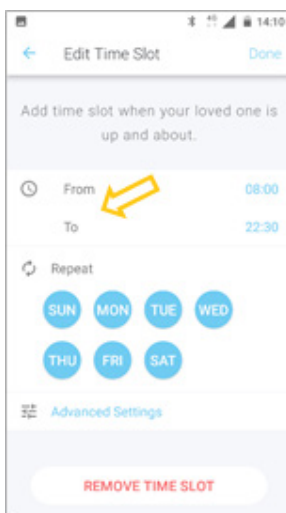 4G 14:10
Edit Time Slot Done
Add time slot when your loved one is
up and about.
From 08:00
To 22:30
Repeat
SUN MON TUE WED
THU FRI SAT
Advanced Settings
REMOVE TIME SLOT